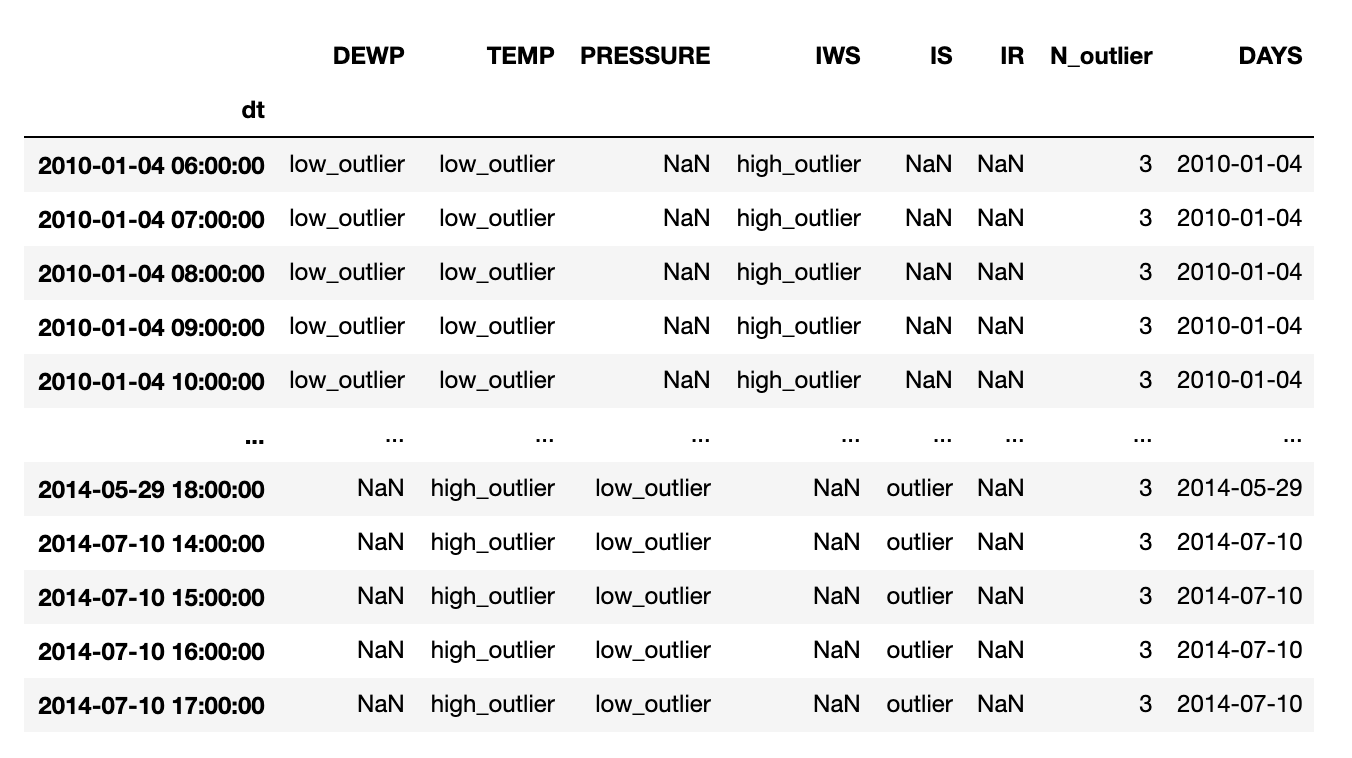 DEWP TEMP PRESSURE IWS IS IR N_outlier DAYS
dt
2010-01-04 06:00:00 low_outlier low_outlier NaN high_outlier NaN NaN 3 2010-01-04
2010-01-04 07:00:00 low_outlier low_outlier NaN high_outlier NaN NaN 3 2010-01-04
2010-01-04 08:00:00 low_outlier low_outlier NaN high_outlier NaN NaN 3 2010-01-04
2010-01-04 09:00:00 low_outlier low_outlier NaN high_outlier NaN NaN 3 2010-01-04
2010-01-04 10:00:00 low_outlier low_outlier NaN high_outlier NaN NaN 3 2010-01-04
... ... ... ... ... ... ... ... ...
2014-05-29 18:00:00 NaN high_outlier low_outlier NaN outlier NaN 3 2014-05-29
2014-07-10 14:00:00 NaN high_outlier low_outlier NaN outlier NaN 3 2014-07-10
2014-07-10 15:00:00 NaN high_outlier low_outlier NaN outlier NaN 3 2014-07-10
2014-07-10 16:00:00 NaN high_outlier low_outlier NaN outlier NaN 3 2014-07-10
2014-07-10 17:00:00 NaN high_outlier low_outlier NaN outlier NaN 3 2014-07-10